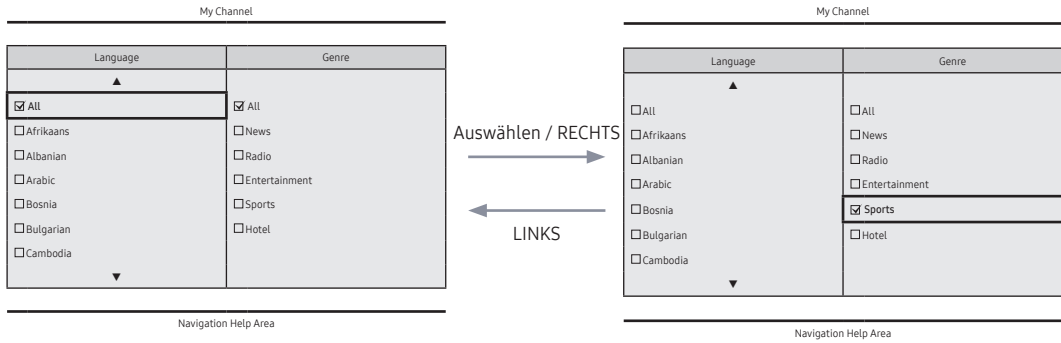 My Channel
Language Genre
▲
☑ All ☑ All
☐ Afrikaans ☐ News
☐ Albanian ☐ Radio
☐ Arabic ☐ Entertainment
☐ Bosnia ☐ Sports
☐ Bulgarian ☐ Hotel
☐ Cambodia
▼
Navigation Help Area
Auswählen / RECHTS
LINKS
My Channel
Language Genre
▲
☐ All ☐ All
☐ Afrikaans ☐ News
☐ Albanian ☐ Radio
☐ Arabic ☐ Entertainment
☐ Bosnia ☑ Sports
☐ Bulgarian ☐ Hotel
☐ Cambodia
▼
Navigation Help Area